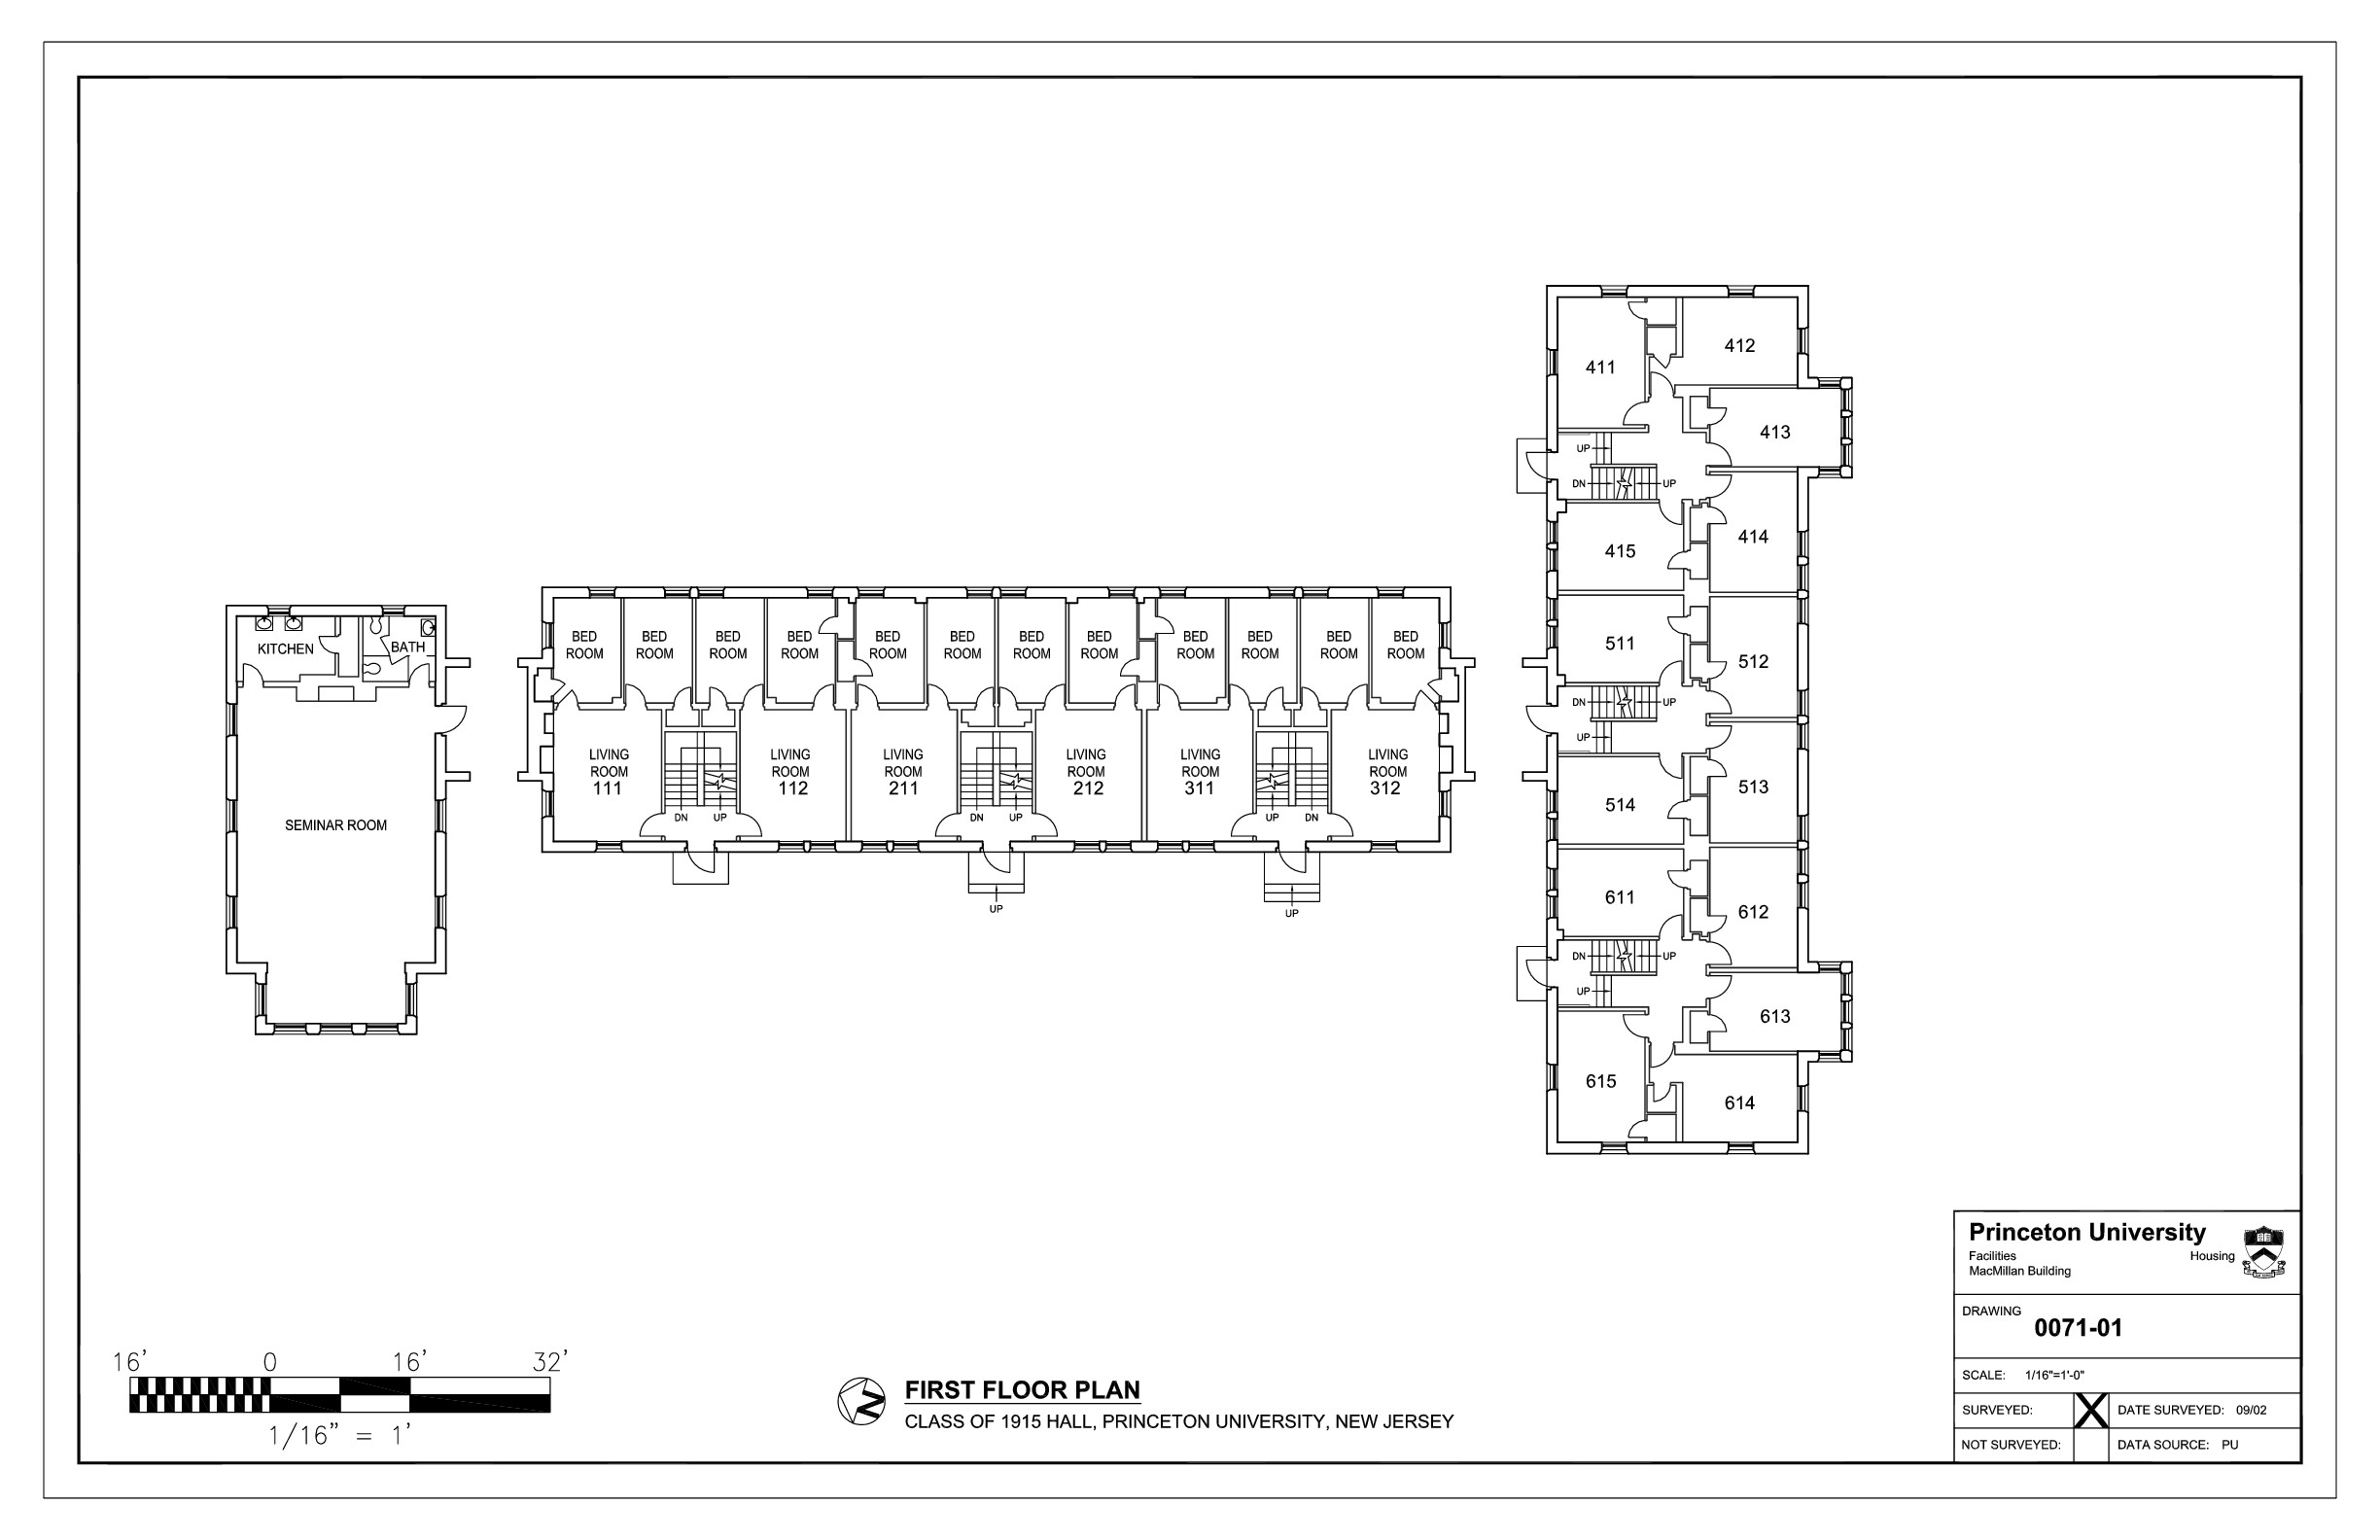 KITCHEN
BATH
SEMINAR ROOM
BED
ROOM
BED
ROOM
BED
ROOM
BED
ROOM
BED
ROOM
BED
ROOM
BED
ROOM
BED
ROOM
BED
ROOM
BED
ROOM
BED
ROOM
BED
ROOM
LIVING
ROOM
111
DN
UP
LIVING
ROOM
112
LIVING
ROOM
211
DN
UP
UP
LIVING
ROOM
212
LIVING
ROOM
311
UP
DN
UP
LIVING
ROOM
312
411
412
413
UP
DN
UP
414
415
511
512
DN
UP
UP
513
514
611
612
DN
UP
UP
613
615
614
16' 0 16' 32'
1/16" = 1'
N
FIRST FLOOR PLAN
CLASS OF 1915 HALL, PRINCETON UNIVERSITY, NEW JERSEY
Princeton University
Facilities Housing
MacMillan Building
DRAWING
0071-01
SCALE: 1/16"=1'-0"
SURVEYED: X DATE SURVEYED: 09/02
NOT SURVEYED: DATA SOURCE: PU